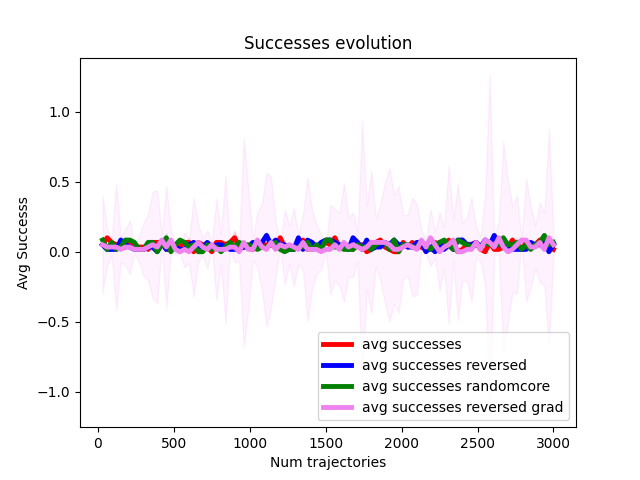 Successes evolution
1.0
0.5
0.0
−0.5
−1.0
Avg Successs
avg successes
avg successes reversed
avg successes randomcore
avg successes reversed grad
0 500 1000 1500 2000 2500 3000
Num trajectories